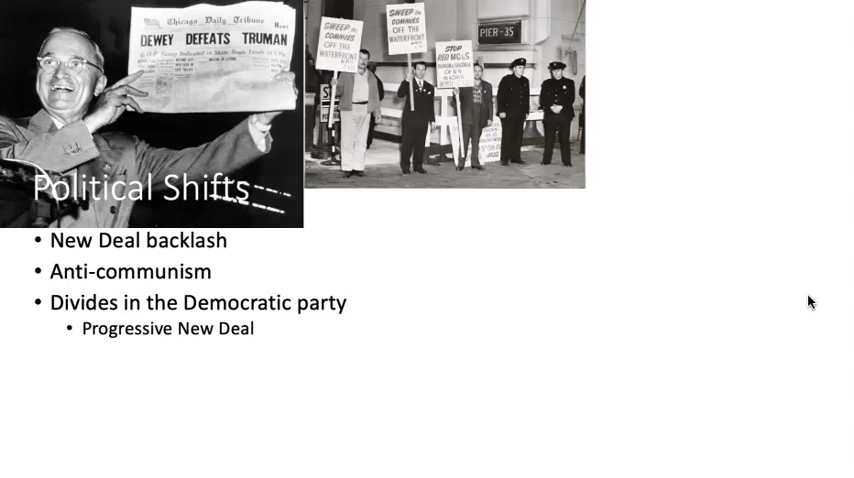 Chicago Daily Tribune
News
DEWEY DEFEATS TRUMAN
SWEEP the
COMMIES
OFF THE
WATERFRONT
SWEEP the
COMMIES
OFF THE
WATERFRONT
STOP
RED
PIER-35
Political Shifts
• New Deal backlash
• Anti-communism
• Divides in the Democratic party
• Progressive New Deal